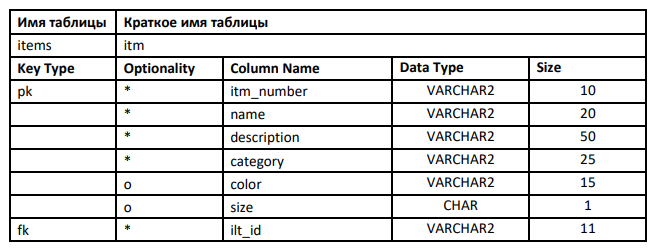 Имя таблицы Краткое имя таблицы
items itm
Key Type Optionality Column Name Data Type Size
pk * itm_number VARCHAR2 10
* name VARCHAR2 20
* description VARCHAR2 50
* category VARCHAR2 25
o color VARCHAR2 15
o size CHAR 1
fk * ilt_id VARCHAR2 11